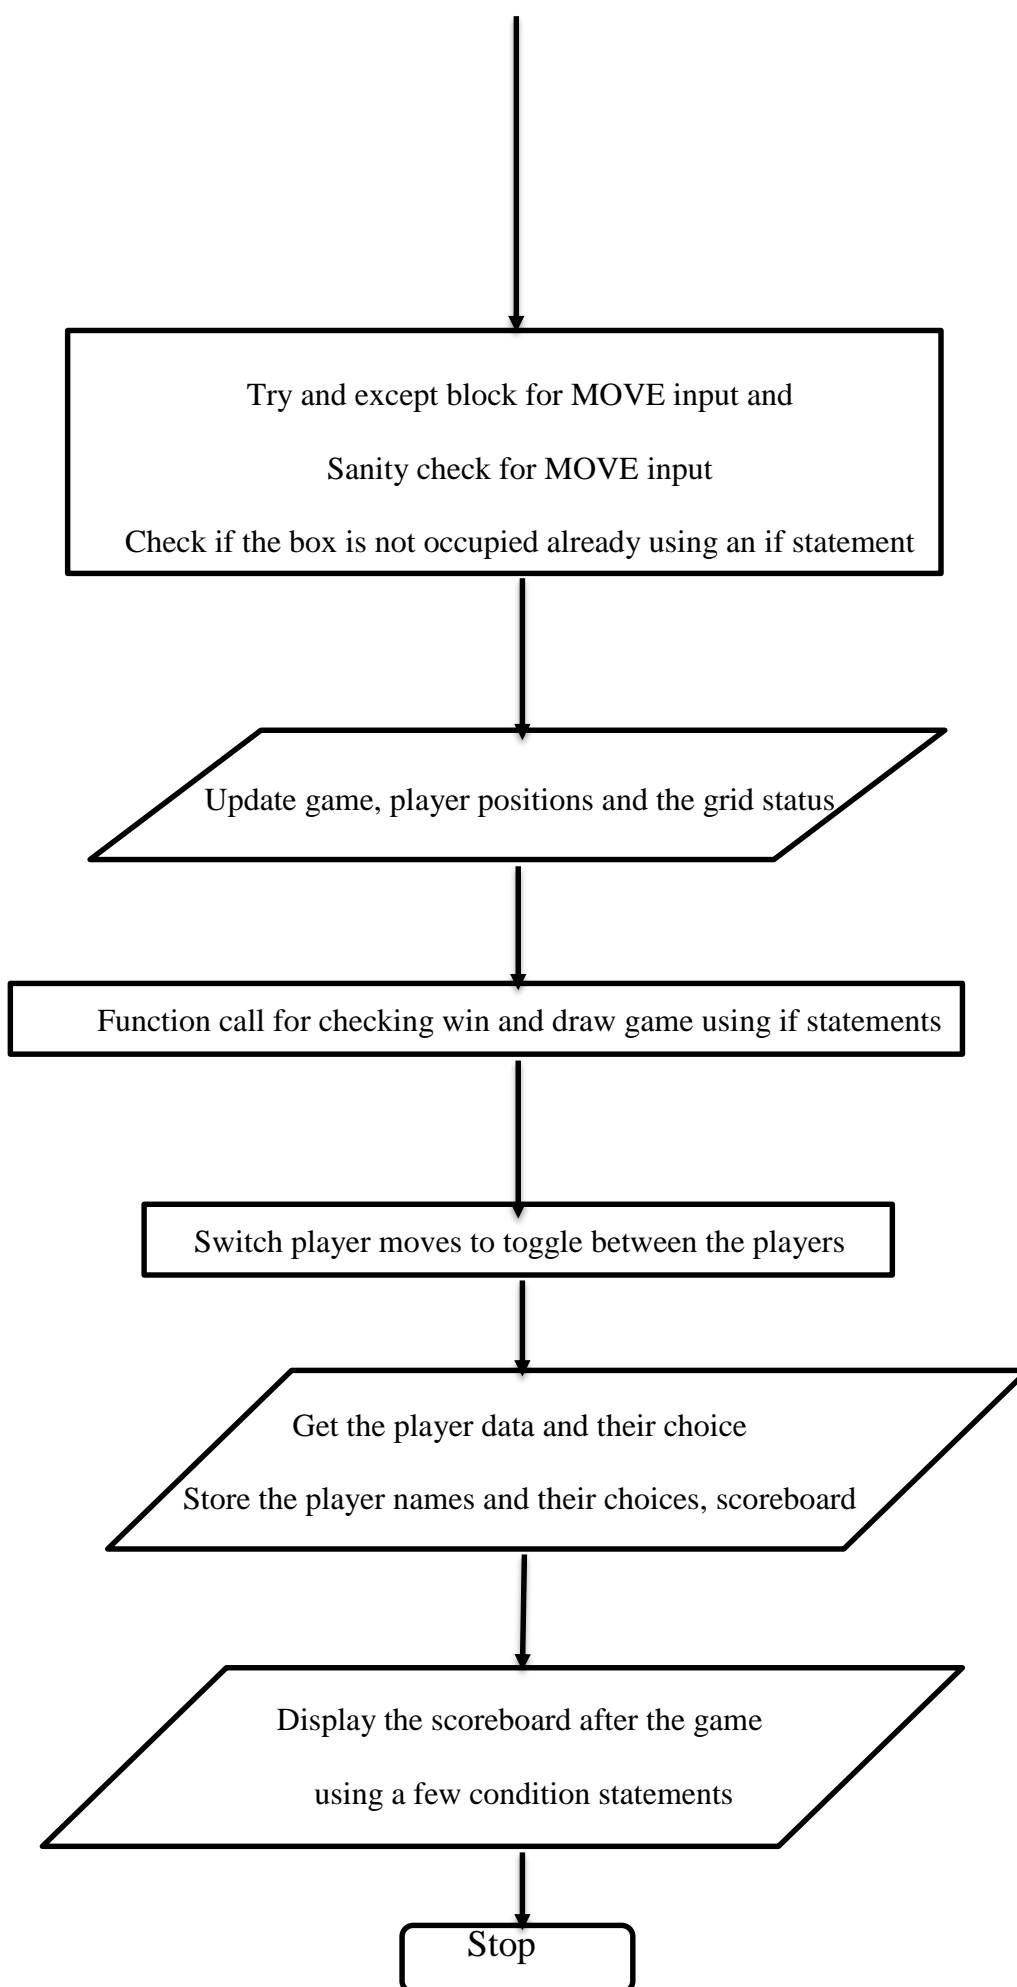 Try and except block for MOVE input and
Sanity check for MOVE input
Check if the box is not occupied already using an if statement
Update game, player positions and the grid status
Function call for checking win and draw game using if statements
Switch player moves to toggle between the players
Get the player data and their choice
Store the player names and their choices, scoreboard
Display the scoreboard after the game
using a few condition statements
Stop